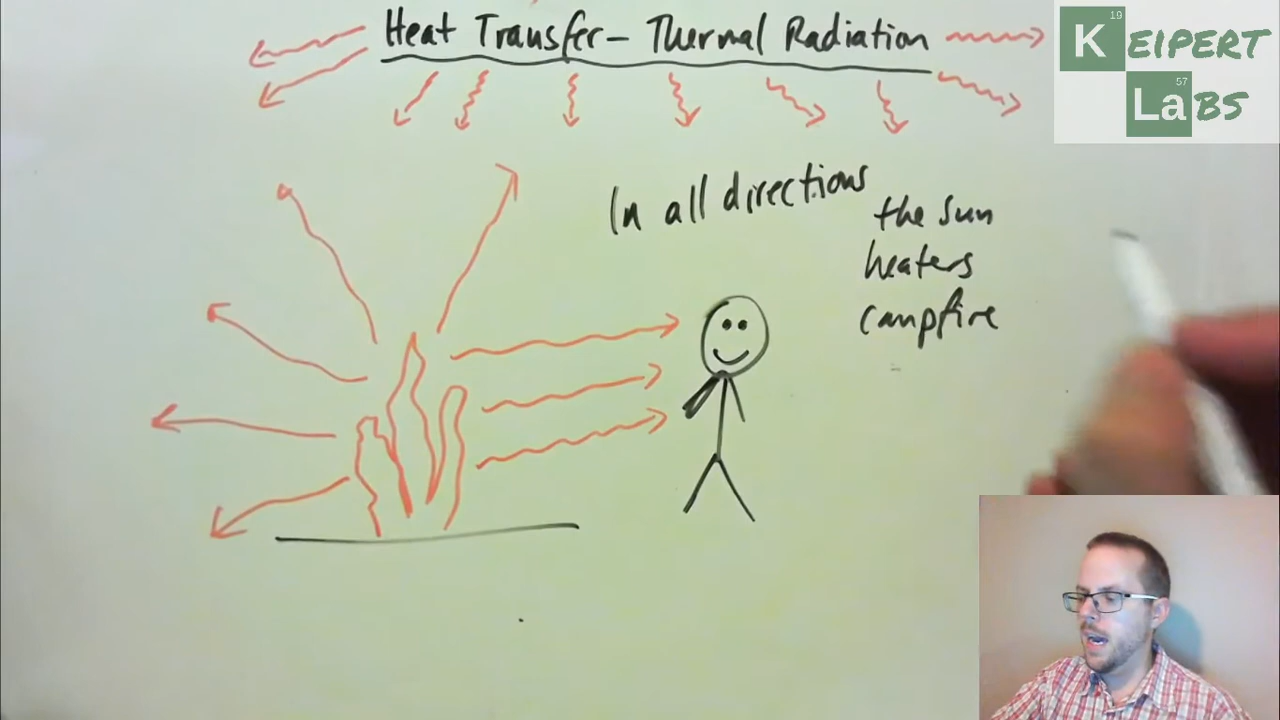 Heat Transfer – Thermal Radiation
19
KEIPERT
57
LaBS
In all directions
the sun
heaters
campfire